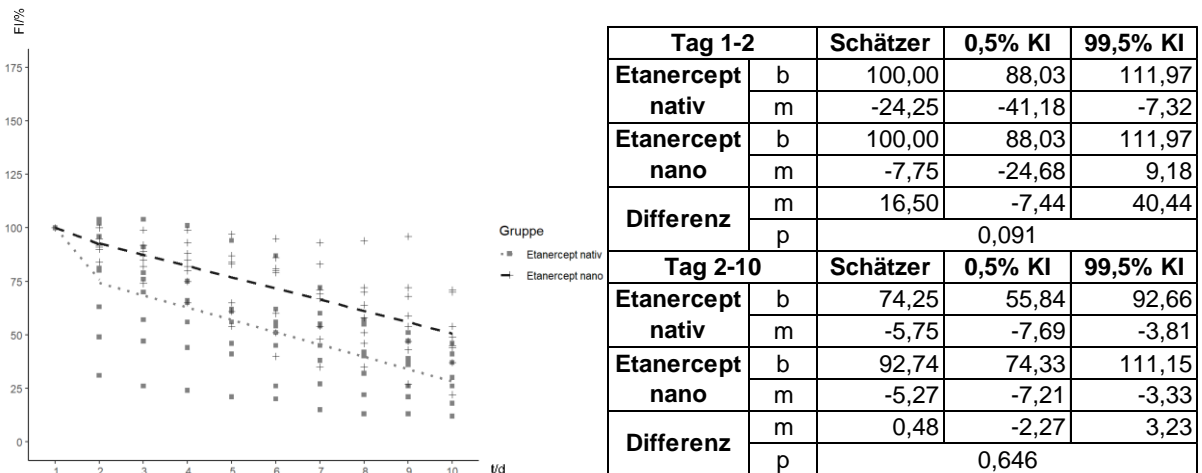 FI/%
175
150
125
100
75
50
25
0
1 2 3 4 5 6 7 8 9 10 t/d
Gruppe
Etanercept nativ
Etanercept nano
Tag 1-2 Schätzer 0,5% KI 99,5% KI
Etanercept nativ b 100,00 88,03 111,97
m -24,25 -41,18 -7,32
Etanercept nano b 100,00 88,03 111,97
m -7,75 -24,68 9,18
Differenz m 16,50 -7,44 40,44
p 0,091
Tag 2-10 Schätzer 0,5% KI 99,5% KI
Etanercept nativ b 74,25 55,84 92,66
m -5,75 -7,69 -3,81
Etanercept nano b 92,74 74,33 111,15
m -5,27 -7,21 -3,33
Differenz m 0,48 -2,27 3,23
p 0,646